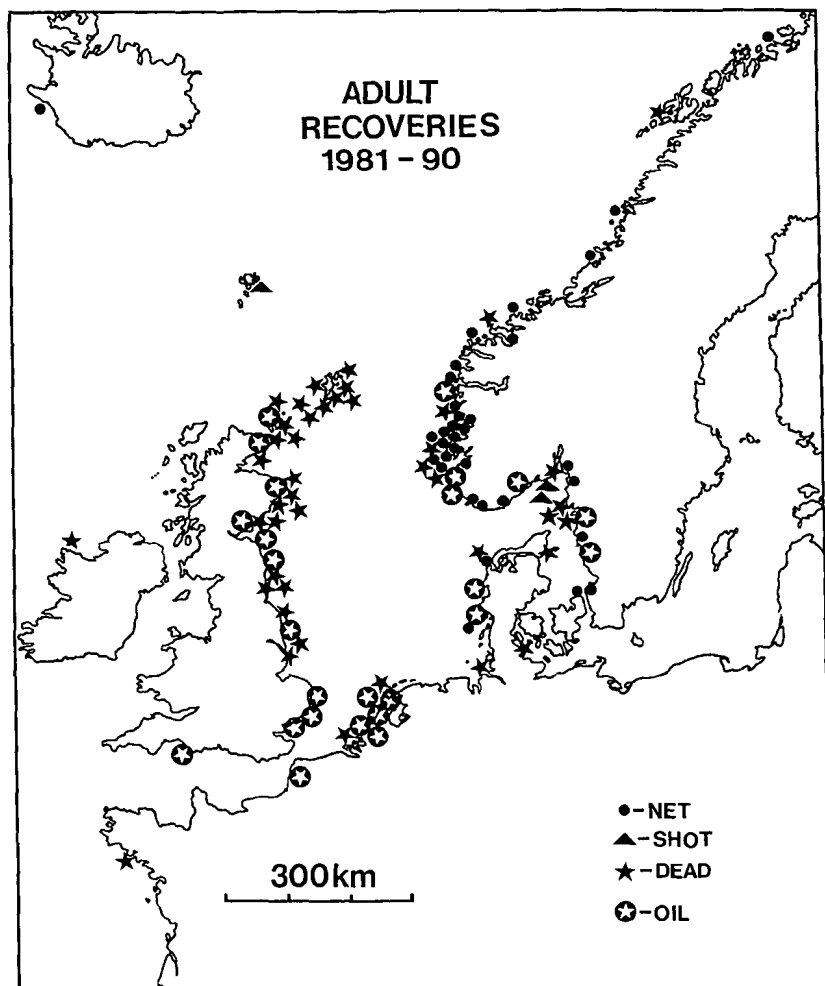 ADULT
RECOVERIES
1981-90
-NET
-SHOT
-DEAD
-OIL
300km